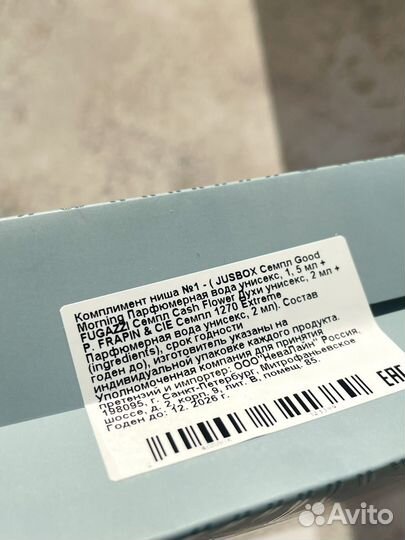 Комплимент ниша №1 - ( JUSBOX Семпл Good
Morning Парфюмерная вода унисекс, 1, 5 мл +
FUGAZZI Семпл Cash Flower Духи унисекс, 2 мл +
P. FRAPIN & CIE Семпл 1270 Extreme
Парфюмерная вода унисекс, 2 мл). Состав
(ingredient(s), срок годности
годен до), изготовитель указаны на
индивидуальной упаковке каждого продукта.
Уполномоченная компания для принятия
претензий и импортер: ООО"НеваЛайн" Россия,
198095, г. Санкт-Петербург, Митрофаньевское
шоссе, д. 2, корп. 9, лит. В, помещ. 85.
Годен до: 12. 2026 г.
EAC
Avito